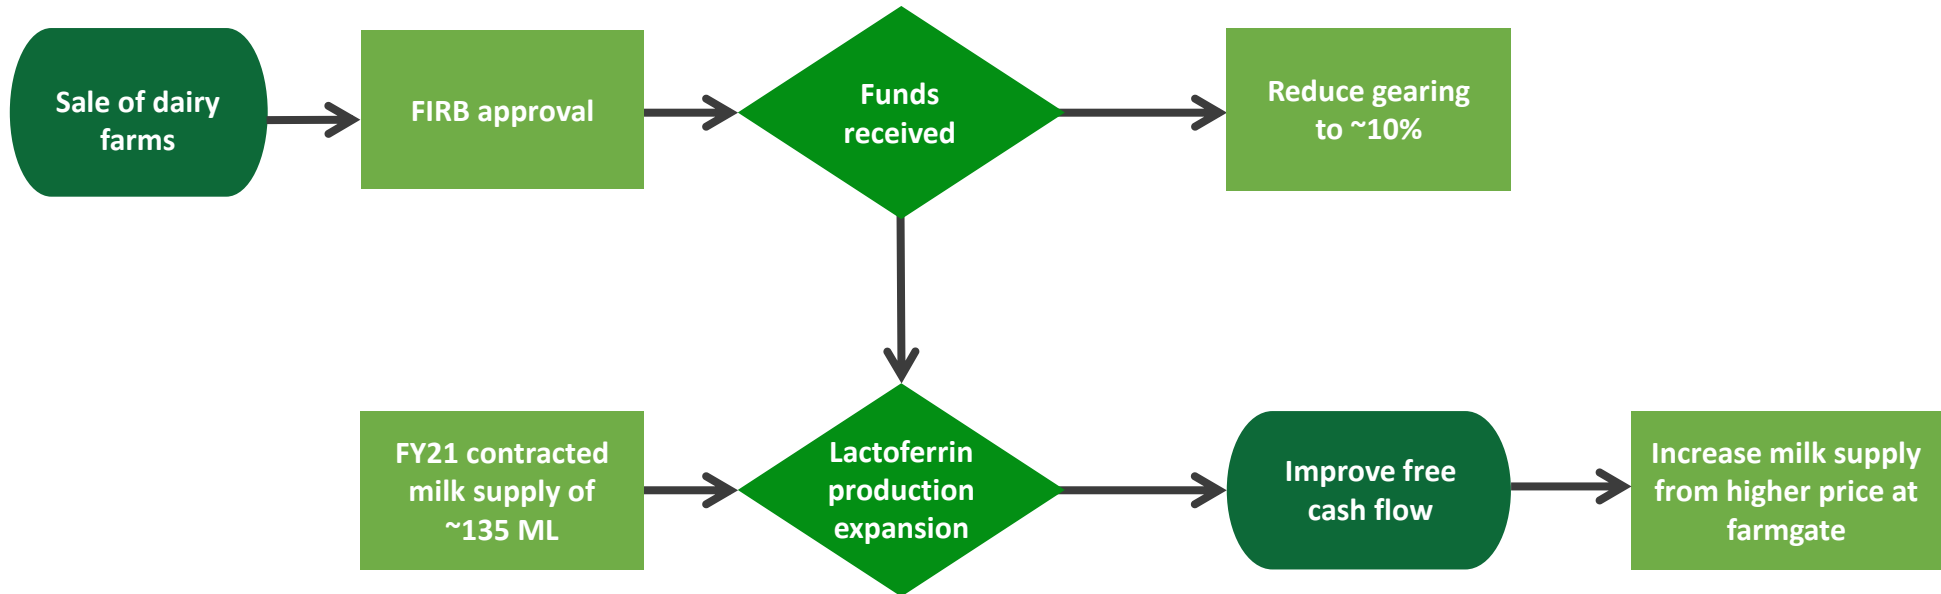 Sale of dairy
farms
FIRB approval
Funds
received
Reduce gearing
to ~10%
FY21 contracted
milk supply of
~135 ML
Lactoferrin
production
expansion
Improve free
cash flow
Increase milk supply
from higher price at
farmgate